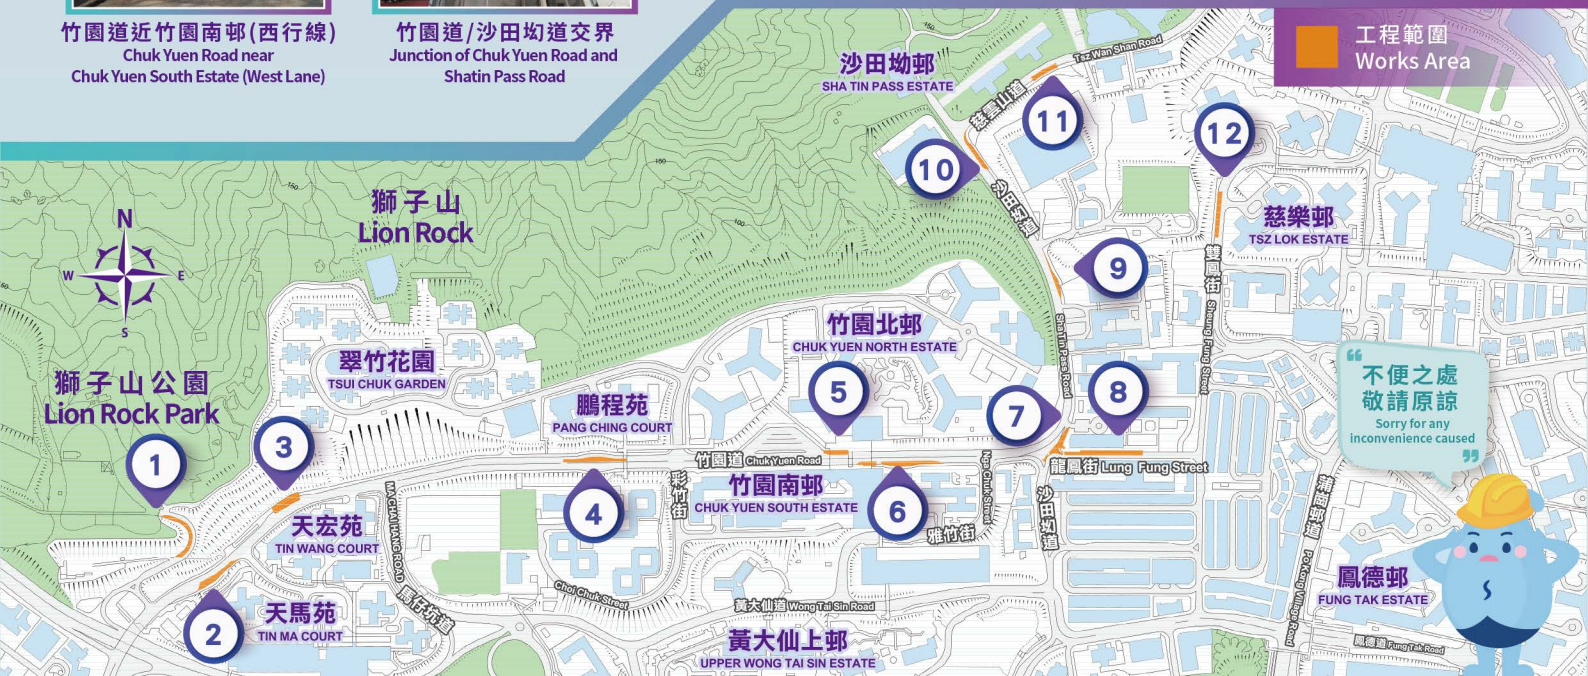 竹園道近竹園南邨(西行線)
Chuk Yuen Road near
Chuk Yuen South Estate (West Lane)
竹園道/沙田坳道交界
Junction of Chuk Yuen Road and
Shatin Pass Road
工程範圍
Works Area
沙田坳邨
SHA TIN PASS ESTATE
慈雲山道
Tsz Wan Shan Road
11
12
10
沙田坳道
150
150
150
100
獅子山
Lion Rock
N
W
E
S
慈樂邨
TSZ LOK ESTATE
9
雙鳳街
Sheung Fung Street
Sha Tin Pass Road
竹園北邨
CHUK YUEN NORTH ESTATE
翠竹花園
TSUI CHUK GARDEN
獅子山公園
Lion Rock Park
鵬程苑
PANG CHING COURT
5
7
8
“
不便之處
敬請原諒
Sorry for any
inconvenience caused
”
1
3
竹園道 Chuk Yuen Road
龍鳳街 Lung Fung Street
竹園南邨
CHUK YUEN SOUTH ESTATE
4
6
彩竹街
Nga Chuk Street
雅竹街
沙田坳道
天宏苑
TIN WANG COURT
MA CHAI HANG ROAD
馬仔坑道
2
天馬苑
TIN MA COURT
Choi Chuk Street
黃大仙道 Wong Tai Sin Road
黃大仙上邨
UPPER WONG TAI SIN ESTATE
蒲崗村道
Po Kong Village Road
鳳德邨
FUNG TAK ESTATE
鳳德道 Fung Tak Road